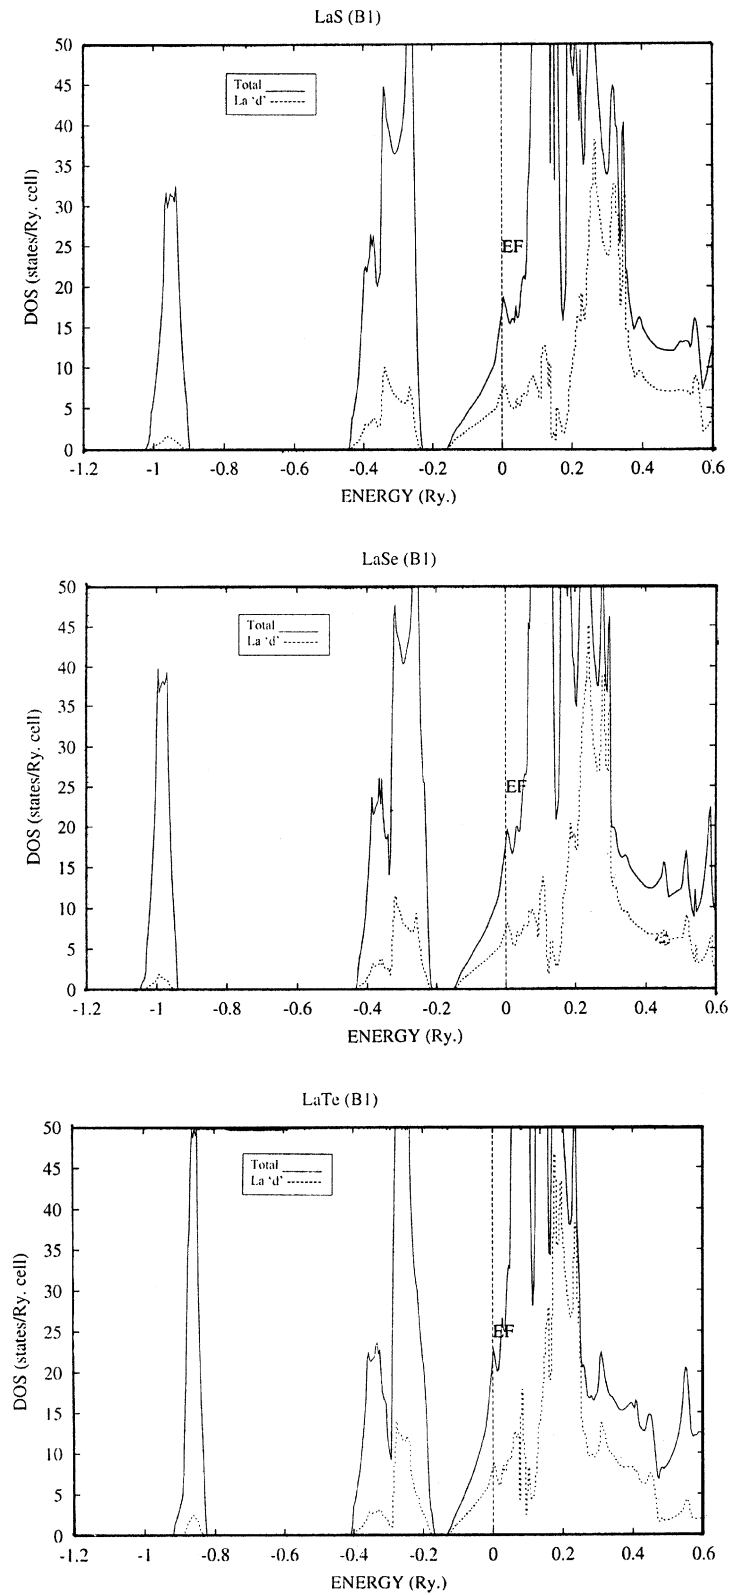 LaS (B1)
50
45
40
35
30
25
20
15
10
5
0
DOS (states/Ry. cell)
Total
La 'd'
EF
-1.2 -1 -0.8 -0.6 -0.4 -0.2 0 0.2 0.4 0.6
ENERGY (Ry.)
LaSe (B1)
50
45
40
35
30
25
20
15
10
5
0
DOS (states/Ry. cell)
Total
La 'd'
EF
-1.2 -1 -0.8 -0.6 -0.4 -0.2 0 0.2 0.4 0.6
ENERGY (Ry.)
LaTe (B1)
50
45
40
35
30
25
20
15
10
5
0
DOS (states/Ry. cell)
Total
La 'd'
EF
-1.2 -1 -0.8 -0.6 -0.4 -0.2 0 0.2 0.4 0.6
ENERGY (Ry.)